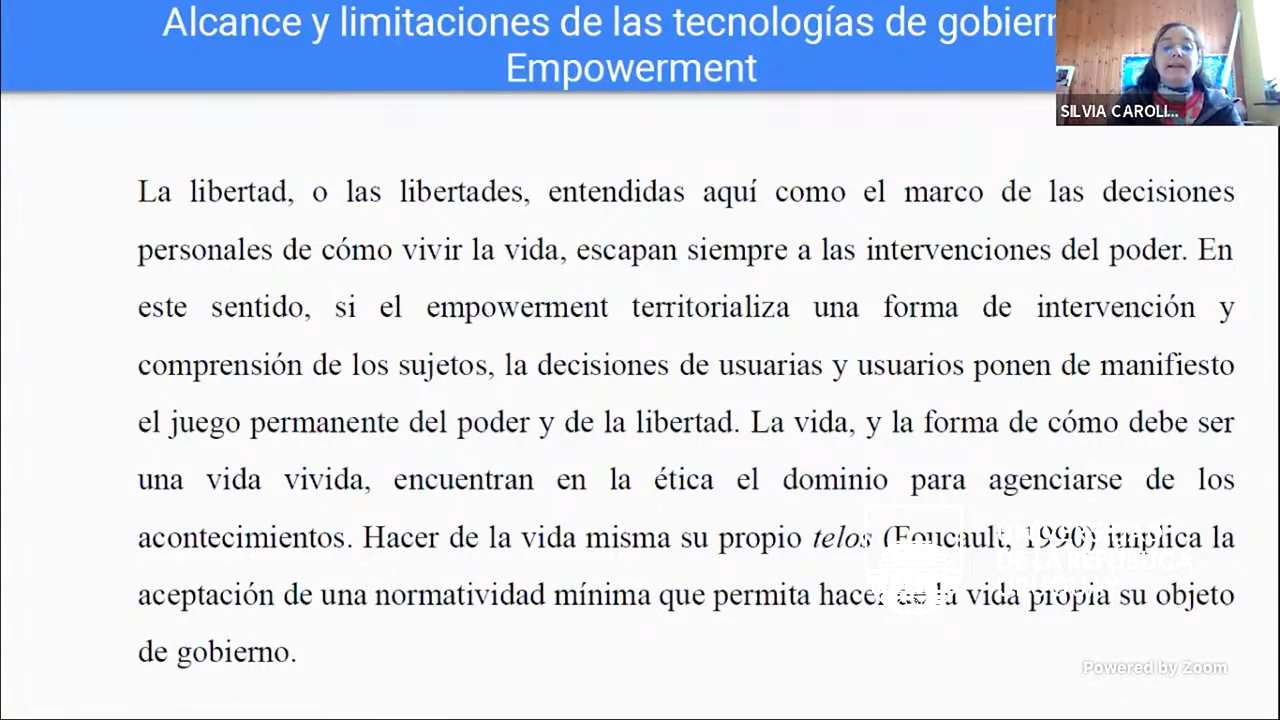 Alcance y limitaciones de las tecnologías de
Empowerment
SILVIA CAROLI...
La libertad, o las libertades, entendidas aquí como el marco de las decisiones
personales de cómo vivir la vida, escapan siempre a las intervenciones del poder. En
este sentido, si el empowerment territorializa una forma de intervención y
comprensión de los sujetos, la decisiones de usuarias y usuarios ponen de manifiesto
el juego permanente del poder y de la libertad. La vida, y la forma de cómo debe ser
una vida vivida, encuentran en la ética el dominio para agenciarse de los
acontecimientos. Hacer de la vida misma su propio telos (Foucault, 1990) implica la
aceptación de una normatividad mínima que permita hacer de la vida propia su objeto
de gobierno.
DE LA REPÚBLICA
URUGUAY
Powered by Zoom